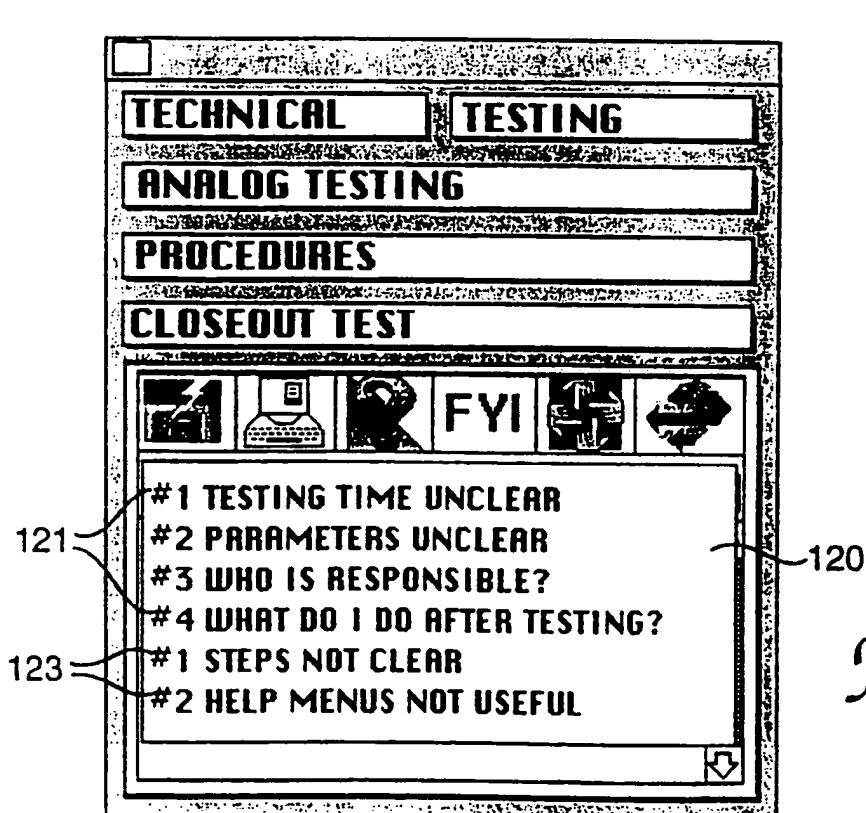 TECHNICAL TESTING
ANALOG TESTING
PROCEDURES
CLOSEOUT TEST
FYI
#1 TESTING TIME UNCLEAR
#2 PARAMETERS UNCLEAR
#3 WHO IS RESPONSIBLE?
#4 WHAT DO I DO AFTER TESTING?
#1 STEPS NOT CLEAR
#2 HELP MENUS NOT USEFUL
121
120
123